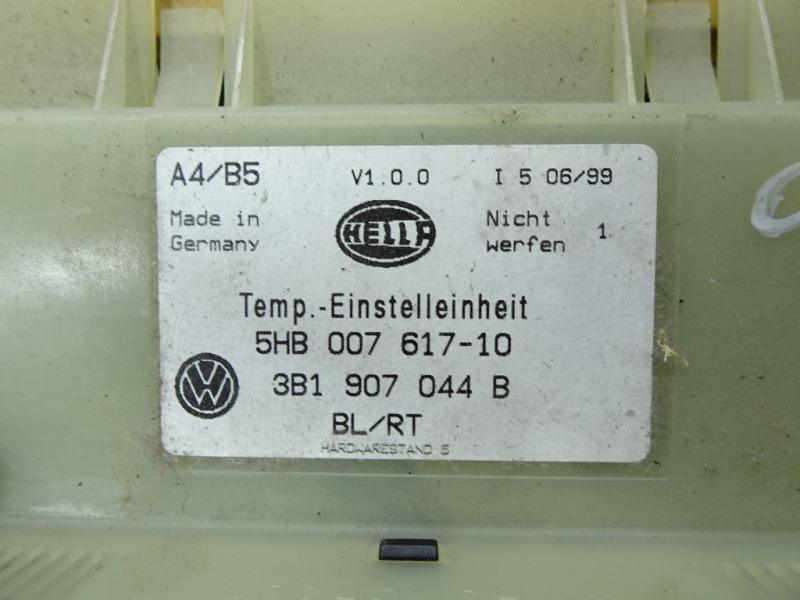 A4/B5 V1.0.0 I 5 06/99
Made in Germany
HELLA
Nicht werfen 1
Temp.-Einstelleinheit
5HB 007 617-10
VW 3B1 907 044 B
BL/RT
HARDWARESTAND 5